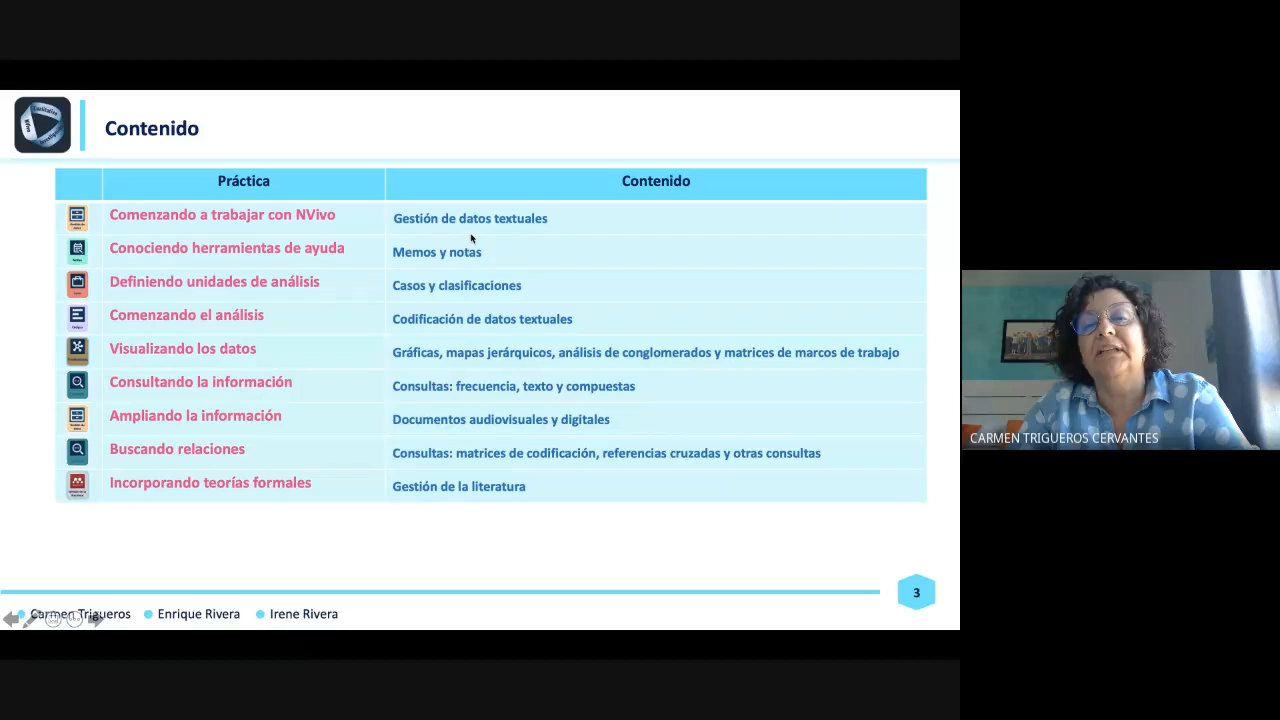 Contenido
Práctica Contenido
Comenzando a trabajar con NVivo Gestión de datos textuales
Conociendo herramientas de ayuda Memos y notas
Definiendo unidades de análisis Casos y clasificaciones
Comenzando el análisis Codificación de datos textuales
Visualizando los datos Gráficas, mapas jerárquicos, análisis de conglomerados y matrices de marcos de trabajo
Consultando la información Consultas: frecuencia, texto y compuestas
Ampliando la información Documentos audiovisuales y digitales
Buscando relaciones Consultas: matrices de codificación, referencias cruzadas y otras consultas
Incorporando teorías formales Gestión de la literatura
CARMEN TRIGUEROS CERVANTES
3
Carmen Trigueros Enrique Rivera Irene Rivera